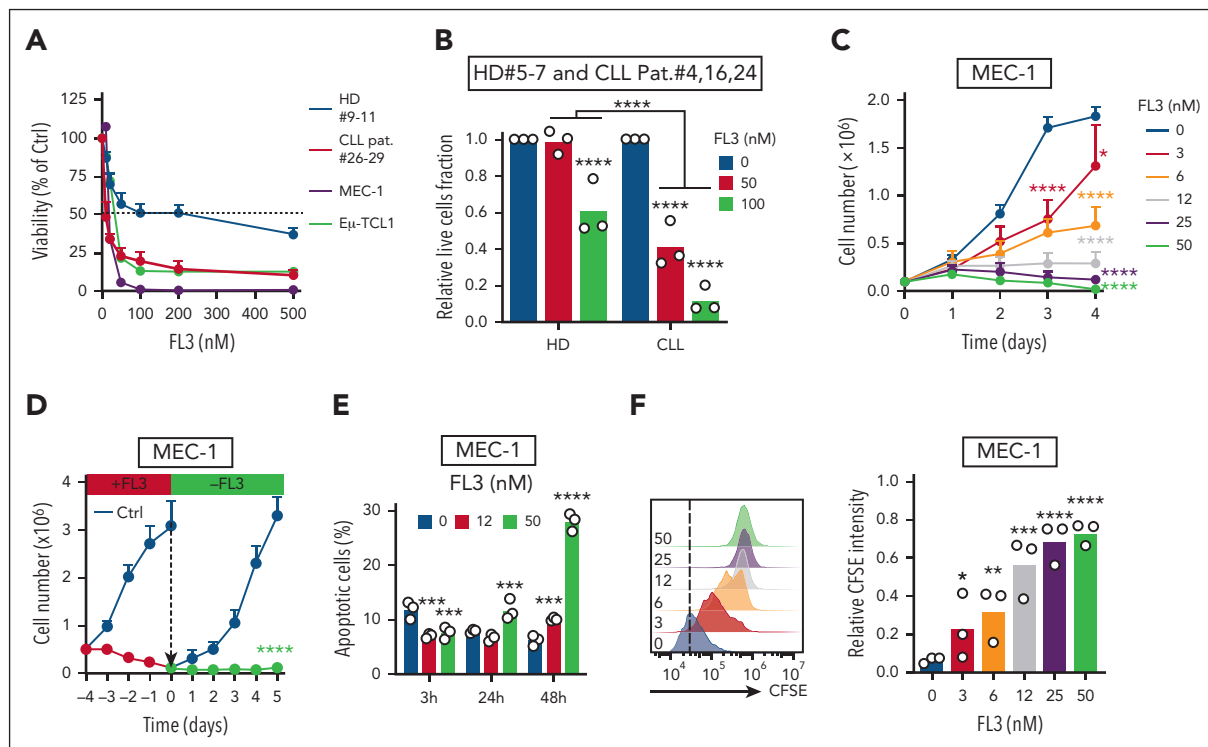 A
Viability (% of Ctrl)
125
100
75
50
25
0
0 100 200 300 400 500
FL3 (nM)
HD
#9-11
CLL pat.
#26-29
MEC-1
Eμ-TCL1
B
HD#5-7 and CLL Pat.#4,16,24
Relative live cells fraction
1.0
0.8
0.6
0.4
0.2
0.0
****
****
****
****
HD CLL
FL3 (nM)
0
50
100
C
MEC-1
Cell number (×10⁶)
2.0
1.5
1.0
0.5
0.0
0 1 2 3 4
Time (days)
****
*
****
****
****
****
FL3 (nM)
0
3
6
12
25
50
D
MEC-1
+FL3 −FL3
Ctrl
Cell number (x10⁶)
4
3
2
1
0
****
−4 −3 −2 −1 0 1 2 3 4 5
Time (days)
E
MEC-1
FL3 (nM)
0 12 50
Apoptotic cells (%)
30
20
10
0
*** *** *** *** ****
3h 24h 48h
F
50
25
12
6
3
0
10⁴ 10⁵ 10⁶ 10⁷
CFSE
MEC-1
Relative CFSE intensity
1.0
0.8
0.6
0.4
0.2
0.0
* ** *** **** ****
0 3 6 12 25 50
FL3 (nM)